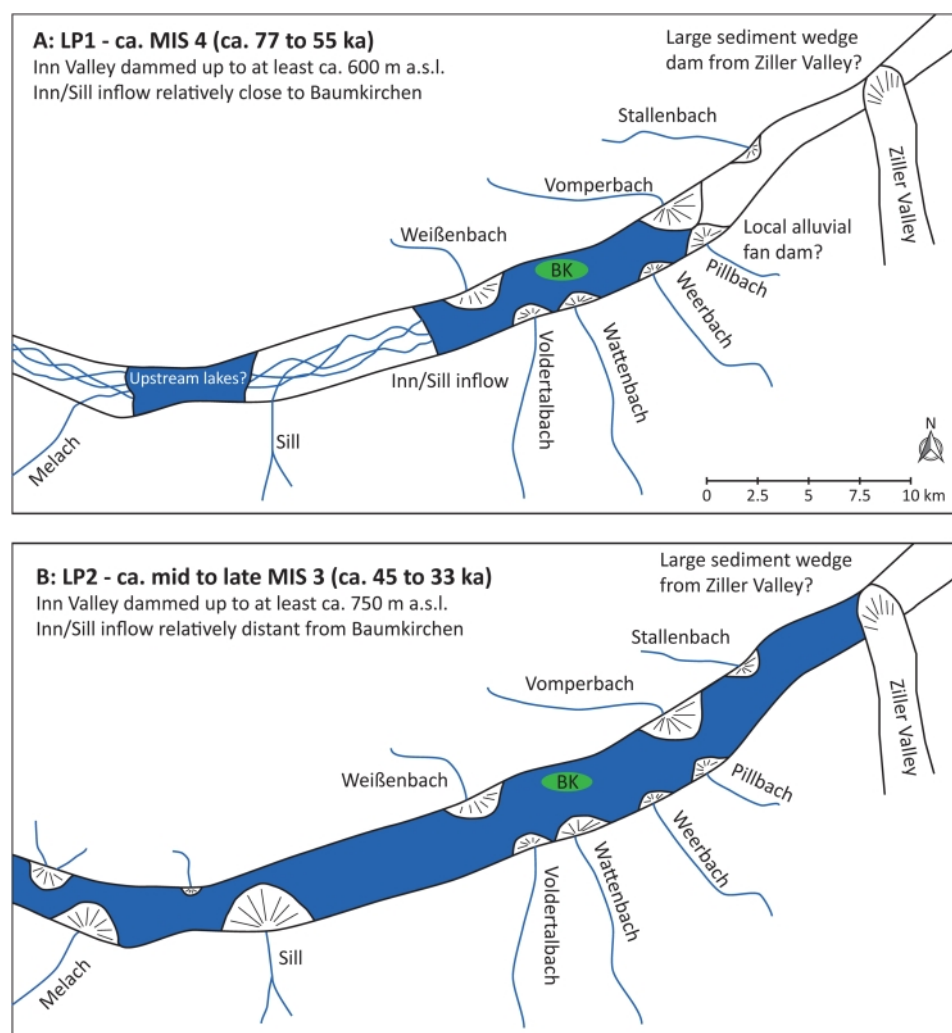 A: LP1 - ca. MIS 4 (ca. 77 to 55 ka)
Inn Valley dammed up to at least ca. 600 m a.s.l.
Inn/Sill inflow relatively close to Baumkirchen
Large sediment wedge
dam from Ziller Valley?
Stallenbach
Vomperbach
Weißenbach
Ziller Valley
Local alluvial
fan dam?
BK
Pillbach
Weerbach
Wattenbach
Voldertalbach
Upstream lakes?
Inn/Sill inflow
Melach
Sill
N
0 2.5 5 7.5 10 km
B: LP2 - ca. mid to late MIS 3 (ca. 45 to 33 ka)
Inn Valley dammed up to at least ca. 750 m a.s.l.
Inn/Sill inflow relatively distant from Baumkirchen
Large sediment wedge
from Ziller Valley?
Stallenbach
Vomperbach
Weißenbach
Ziller Valley
BK
Pillbach
Weerbach
Wattenbach
Voldertalbach
Melach
Sill